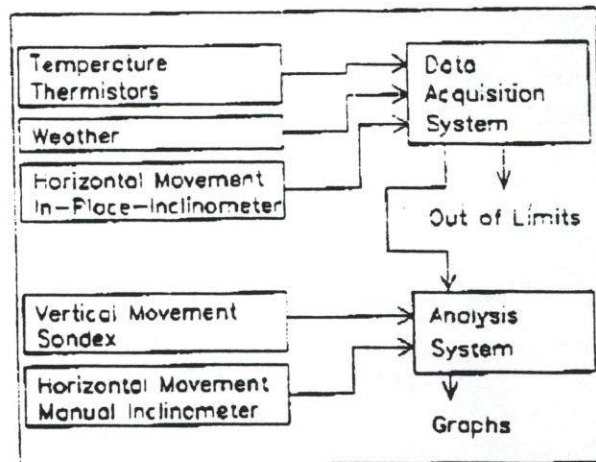 Temperature
Thermistors
Weather
Horizontal Movement
In-Place-Inclinometer
Vertical Movement
Sondex
Horizontal Movement
Manual Inclinometer
Data
Acquisition
System
Out of Limits
Analysis
System
Graphs